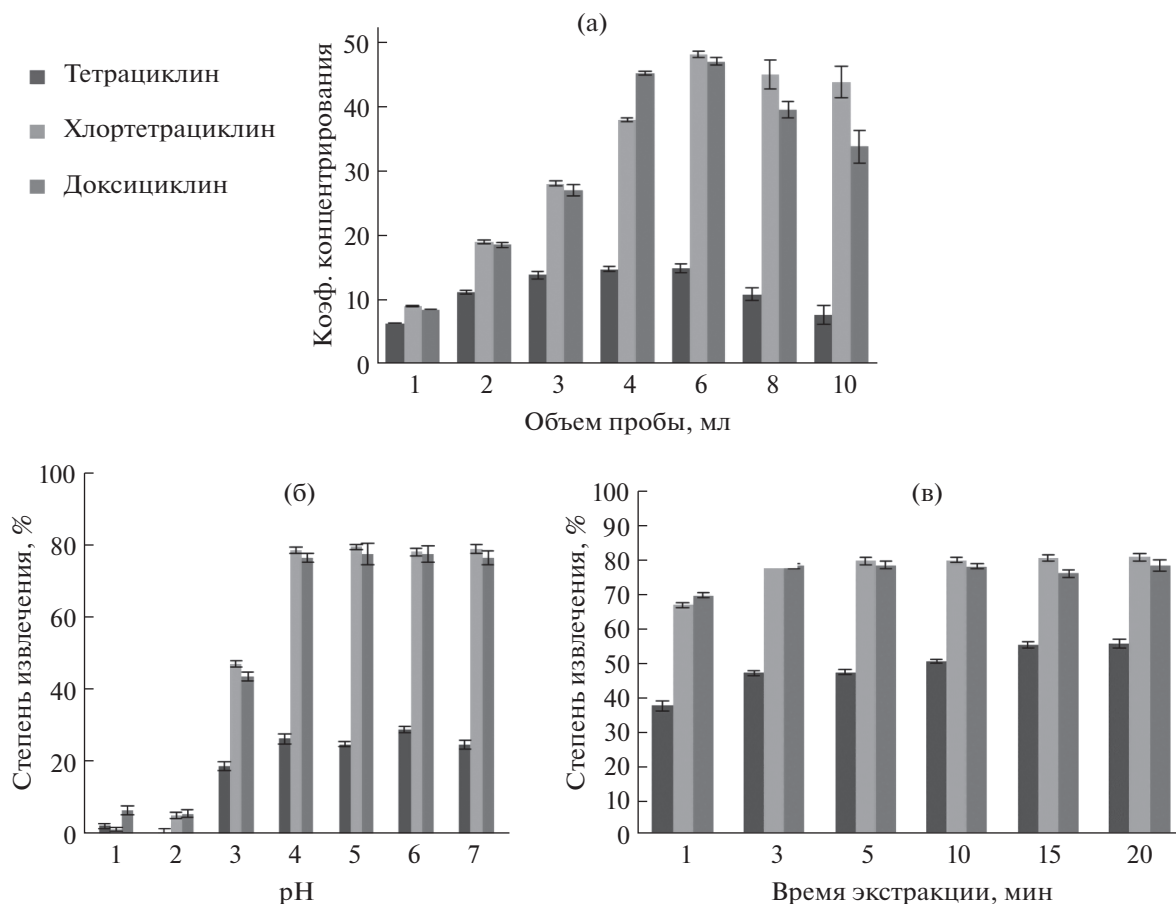 (а)
Тетрациклин
Хлортетрациклин
Доксициклин
Коэф. концентрирования
50
40
30
20
10
0
1 2 3 4 6 8 10
Объем пробы, мл
(б)
Степень извлечения, %
100
80
60
40
20
0
1 2 3 4 5 6 7
pH
(в)
Степень извлечения, %
100
90
80
70
60
50
40
30
20
10
0
1 3 5 10 15 20
Время экстракции, мин